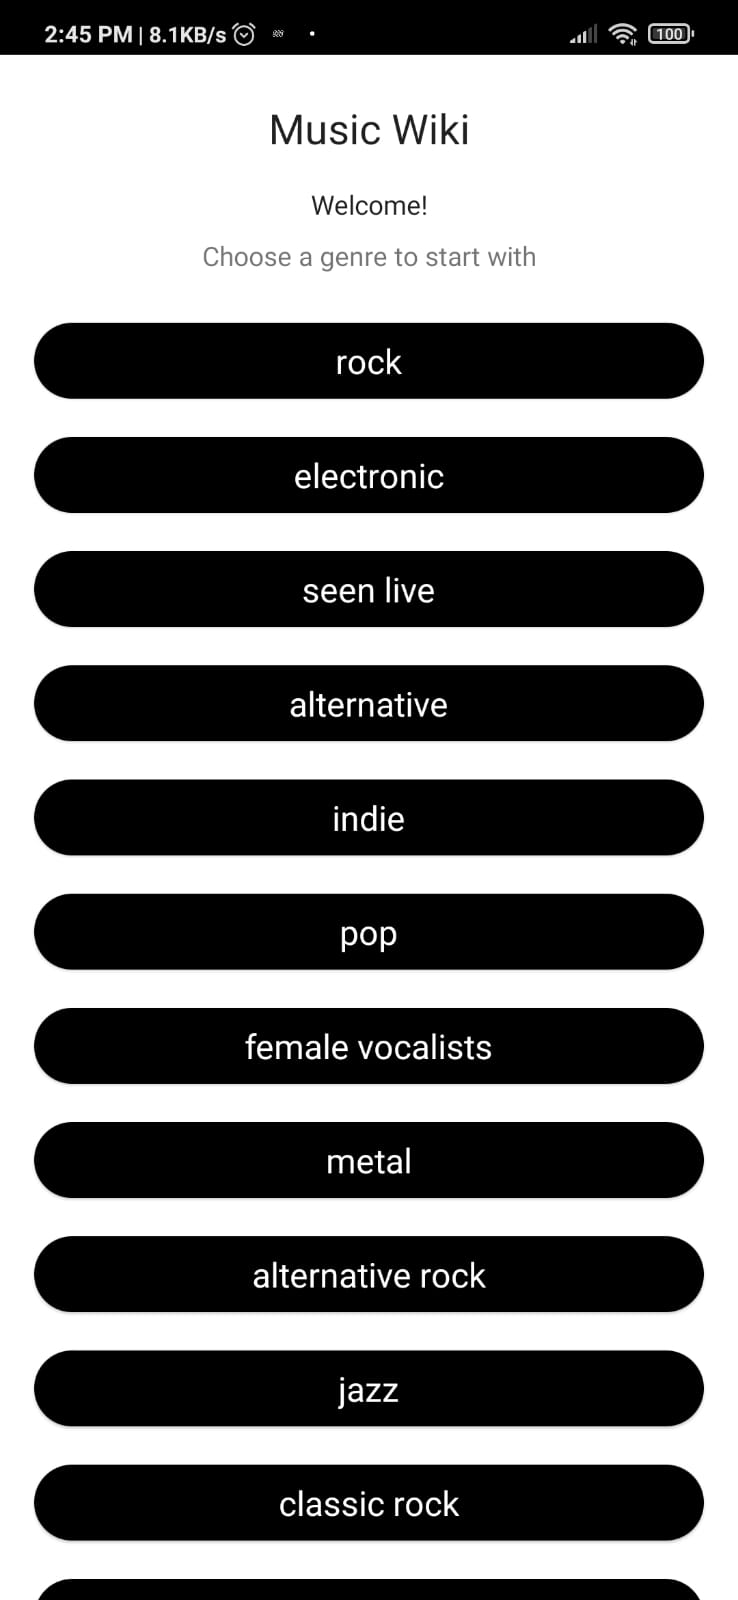 2:45 PM | 8.1KB/s
100
Music Wiki
Welcome!
Choose a genre to start with
rock
electronic
seen live
alternative
indie
pop
female vocalists
metal
alternative rock
jazz
classic rock